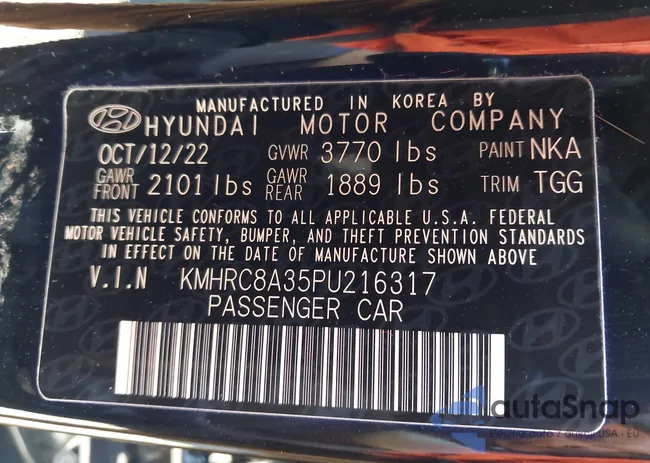 MANUFACTURED IN KOREA BY
HYUNDAI MOTOR COMPANY
OCT/12/22 GVWR 3770 lbs PAINT NKA
GAWR FRONT 2101 lbs GAWR REAR 1889 lbs TRIM TGG
THIS VEHICLE CONFORMS TO ALL APPLICABLE U.S.A. FEDERAL
MOTOR VEHICLE SAFETY, BUMPER, AND THEFT PREVENTION STANDARDS
IN EFFECT ON THE DATE OF MANUFACTURE SHOWN ABOVE
V.I.N KMHRC8A35PU216317
PASSENGER CAR
autaSnap